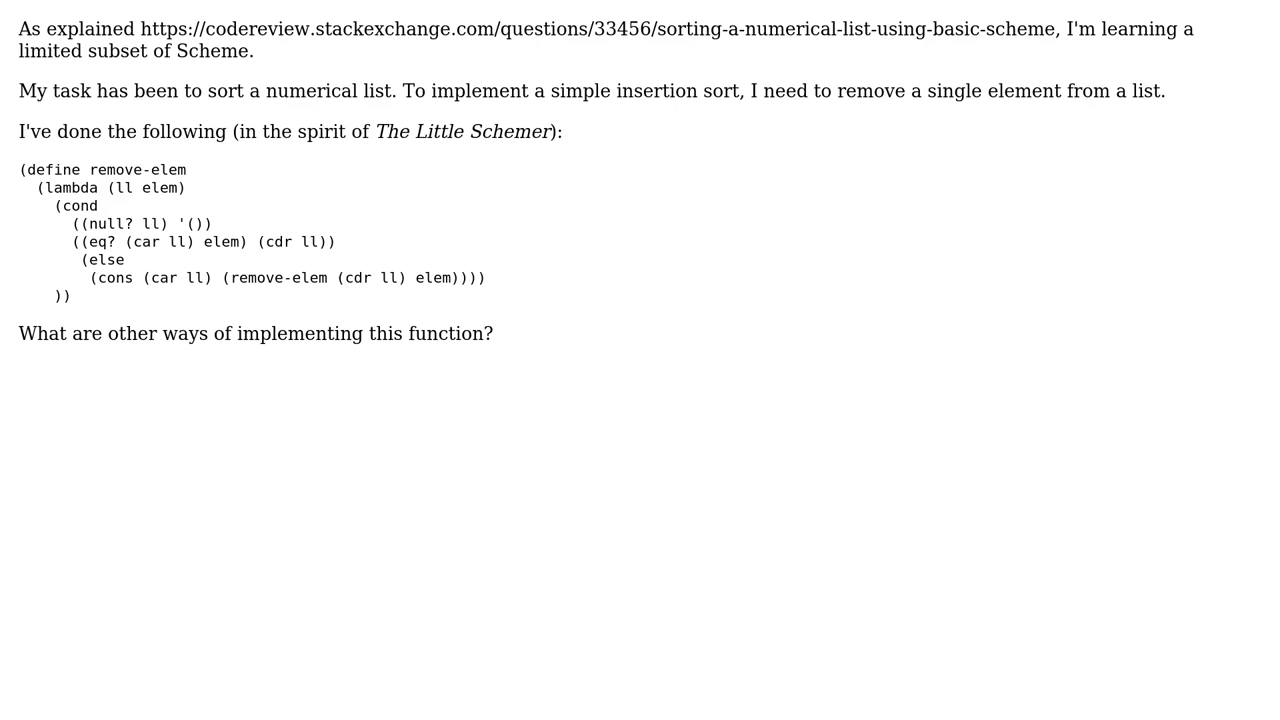 As explained https://codereview.stackexchange.com/questions/33456/sorting-a-numerical-list-using-basic-scheme, I'm learning a
limited subset of Scheme.
My task has been to sort a numerical list. To implement a simple insertion sort, I need to remove a single element from a list.
I've done the following (in the spirit of The Little Schemer):
(define remove-elem
  (lambda (ll elem)
    (cond
      ((null? ll) '())
      ((eq? (car ll) elem) (cdr ll))
       (else
        (cons (car ll) (remove-elem (cdr ll) elem))))
    ))
What are other ways of implementing this function?